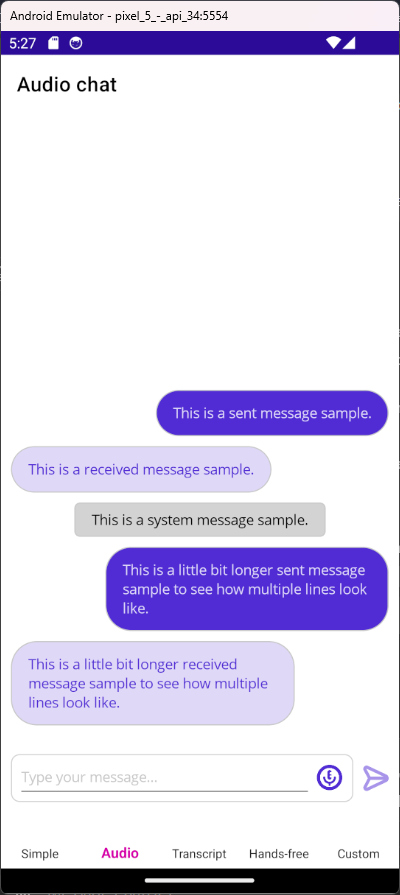 Android Emulator - pixel_5_-_api_34:5554
5:27
Audio chat
This is a sent message sample.
This is a received message sample.
This is a system message sample.
This is a little bit longer sent message
sample to see how multiple lines look
like.
This is a little bit longer received
message sample to see how multiple
lines look like.
Type your message...
Simple Audio Transcript Hands-free Custom